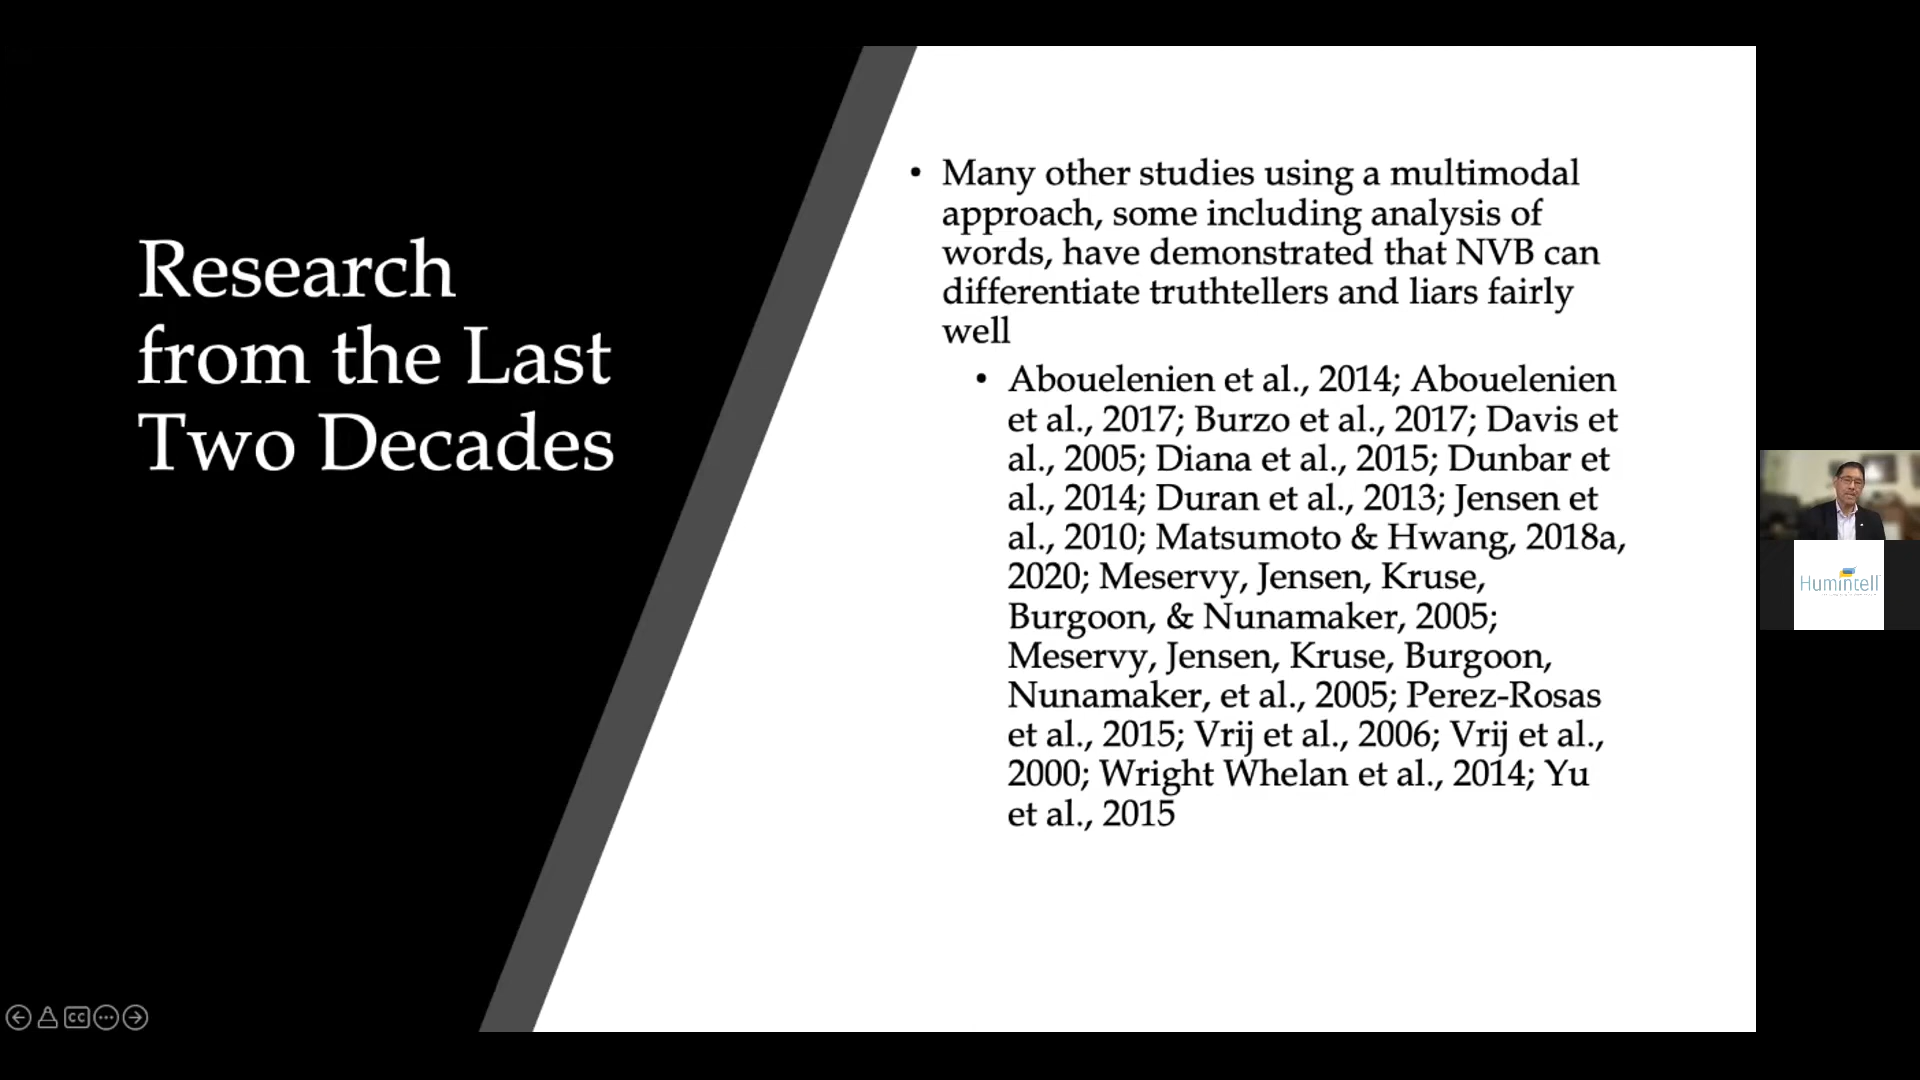 Research
from the Last
Two Decades
• Many other studies using a multimodal
approach, some including analysis of
words, have demonstrated that NVB can
differentiate truthtellers and liars fairly
well
• Abouelenien et al., 2014; Abouelenien
et al., 2017; Burzo et al., 2017; Davis et
al., 2005; Diana et al., 2015; Dunbar et
al., 2014; Duran et al., 2013; Jensen et
al., 2010; Matsumoto & Hwang, 2018a,
2020; Meservy, Jensen, Kruse,
Burgoon, & Nunamaker, 2005;
Meservy, Jensen, Kruse, Burgoon,
Nunamaker, et al., 2005; Perez-Rosas
et al., 2015; Vrij et al., 2006; Vrij et al.,
2000; Wright Whelan et al., 2014; Yu
et al., 2015
Humintell
CC